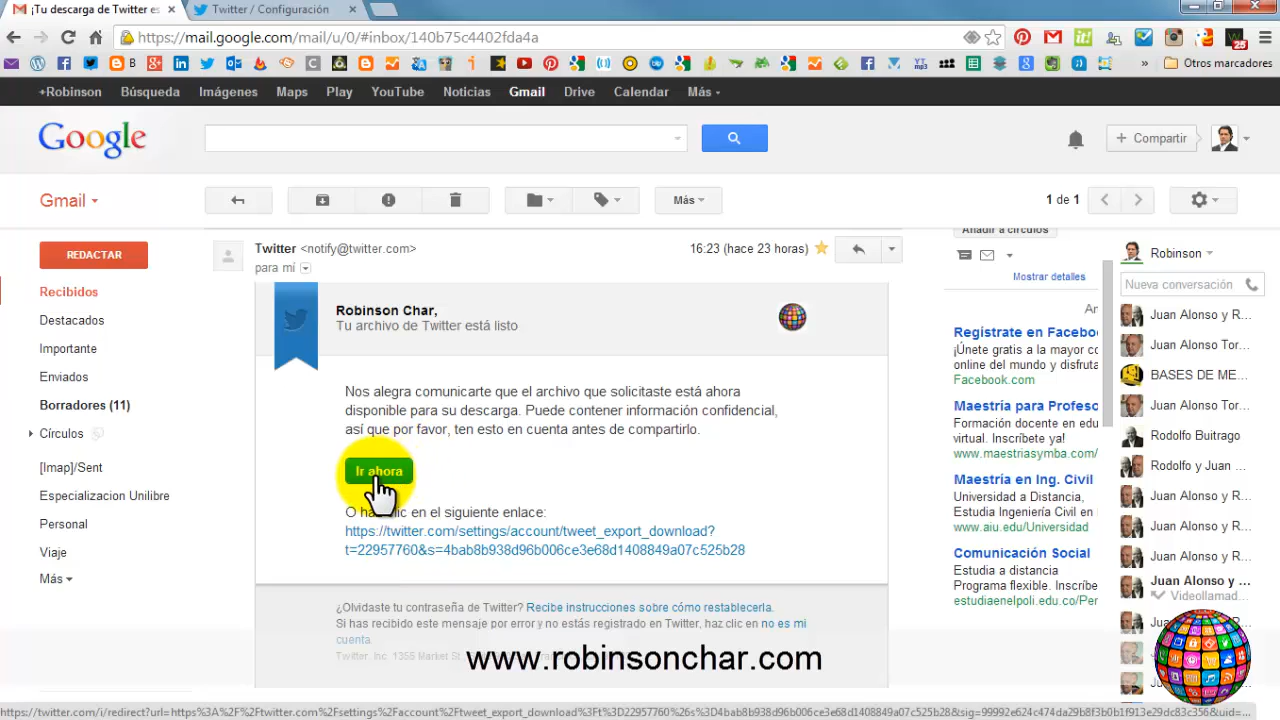 ¡Tu descarga de Twitter es
Twitter / Configuración
https://mail.google.com/mail/u/0/#inbox/140b75c4402fda4a
25
Otros marcadores
+Robinson Búsqueda Imágenes Maps Play YouTube Noticias Gmail Drive Calendar Más
Google
Compartir
Gmail
Más
1 de 1
REDACTAR
Recibidos
Destacados
Importante
Enviados
Borradores (11)
Círculos
[Imap]/Sent
Especializacion Unilibre
Personal
Viaje
Más
Twitter <notify@twitter.com>
16:23 (hace 23 horas)
para mí
Robinson Char,
Tu archivo de Twitter está listo
Nos alegra comunicarte que el archivo que solicitaste está ahora
disponible para su descarga. Puede contener información confidencial,
así que por favor, ten esto en cuenta antes de compartirlo.
Ir ahora
clic en el siguiente enlace:
https://twitter.com/settings/account/tweet_export_download?
t=22957760&s=4bab8b938d96b006ce3e68d1408849a07c525b28
¿Olvidaste tu contraseña de Twitter? Recibe instrucciones sobre cómo restablecerla.
Si has recibido este mensaje por error y no estás registrado en Twitter, haz clic en no es mi
cuenta.
Twitter, Inc. 1355 Market St.
www.robinsonchar.com
Añadir a círculos
Mostrar detalles
Regístrate en Facebo
¡Únete gratis a la mayor co
online del mundo y disfruta
Facebook.com
Maestría para Profeso
Formación docente en edu
virtual. Inscríbete ya!
www.maestriasymba.com/
Maestría en Ing. Civil
Universidad a Distancia,
Estudia Ingeniería Civil en
www.aiu.edu/Universidad
Comunicación Social
Estudia a distancia
Programa flexible. Inscríbe
estudiaenelpoli.edu.co/Per
Robinson
Nueva conversación
Juan Alonso y R...
Juan Alonso Tor...
BASES DE ME...
Juan Alonso Tor...
Rodolfo Buitrago
Rodolfo y Juan ...
Juan Alonso y R...
Juan Alonso y R...
Juan Alonso y R...
Juan Alonso y ...
Videollamad...